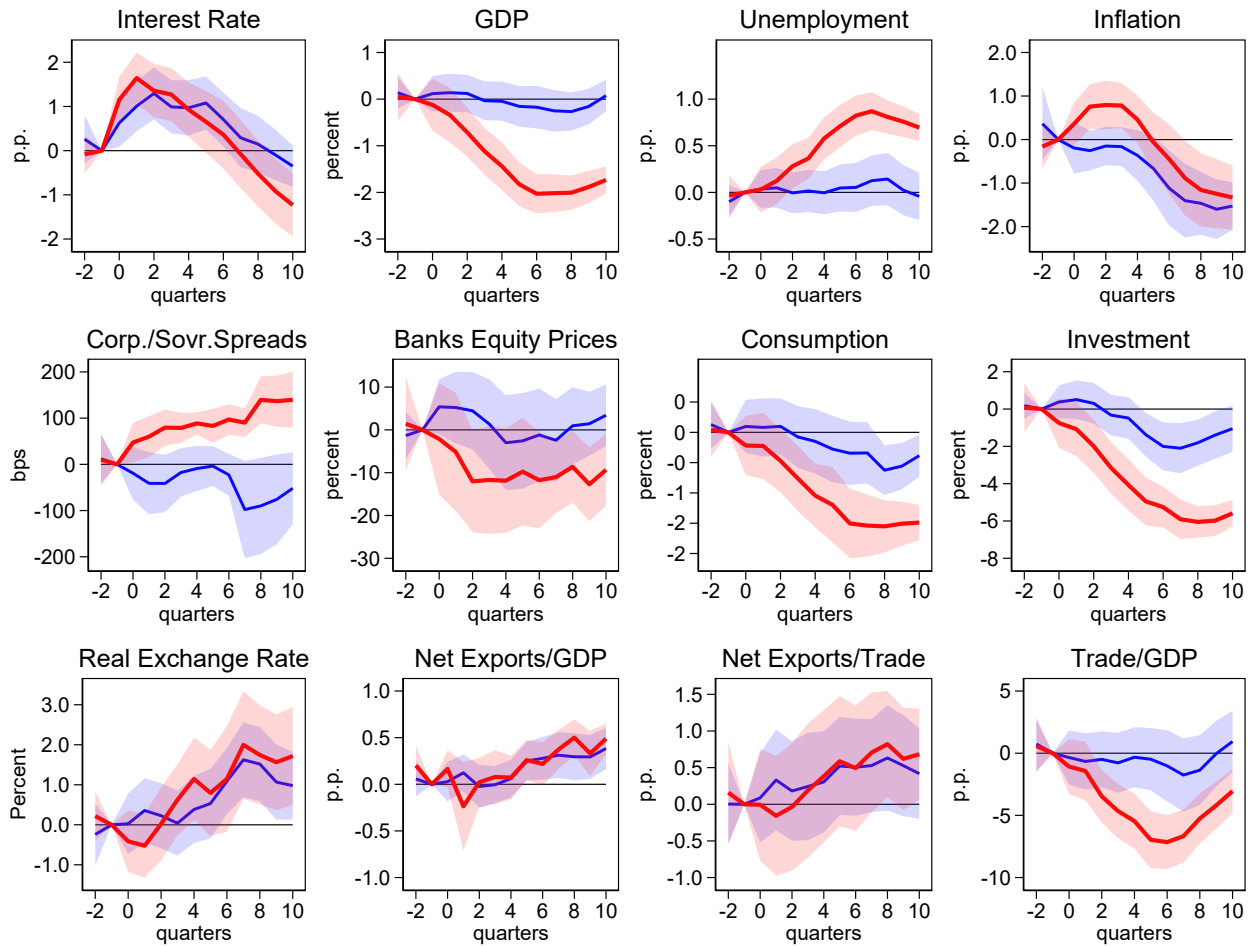 Interest Rate
GDP
Unemployment
Inflation
p.p.
2
1
0
-1
-2
-2 0 2 4 6 8 10
quarters
percent
1
0
-1
-2
-3
-2 0 2 4 6 8 10
quarters
p.p.
1.0
0.5
0.0
-0.5
-2 0 2 4 6 8 10
quarters
p.p.
2.0
1.0
0.0
-1.0
-2.0
-2 0 2 4 6 8 10
quarters
Corp./Sovr.Spreads
Banks Equity Prices
Consumption
Investment
bps
200
100
0
-100
-200
-2 0 2 4 6 8 10
quarters
percent
10
0
-10
-20
-30
-2 0 2 4 6 8 10
quarters
percent
0
0
-0
-1
-2
-2
-2 0 2 4 6 8 10
quarters
percent
2
0
-2
-4
-6
-8
-2 0 2 4 6 8 10
quarters
Real Exchange Rate
Net Exports/GDP
Net Exports/Trade
Trade/GDP
Percent
3.0
2.0
1.0
0.0
-1.0
-2 0 2 4 6 8 10
quarters
p.p.
1.0
0.5
0.0
-0.5
-1.0
-2 0 2 4 6 8 10
quarters
p.p.
1.5
1.0
0.5
0.0
-0.5
-1.0
-2 0 2 4 6 8 10
quarters
p.p.
5
0
-5
-10
-2 0 2 4 6 8 10
quarters